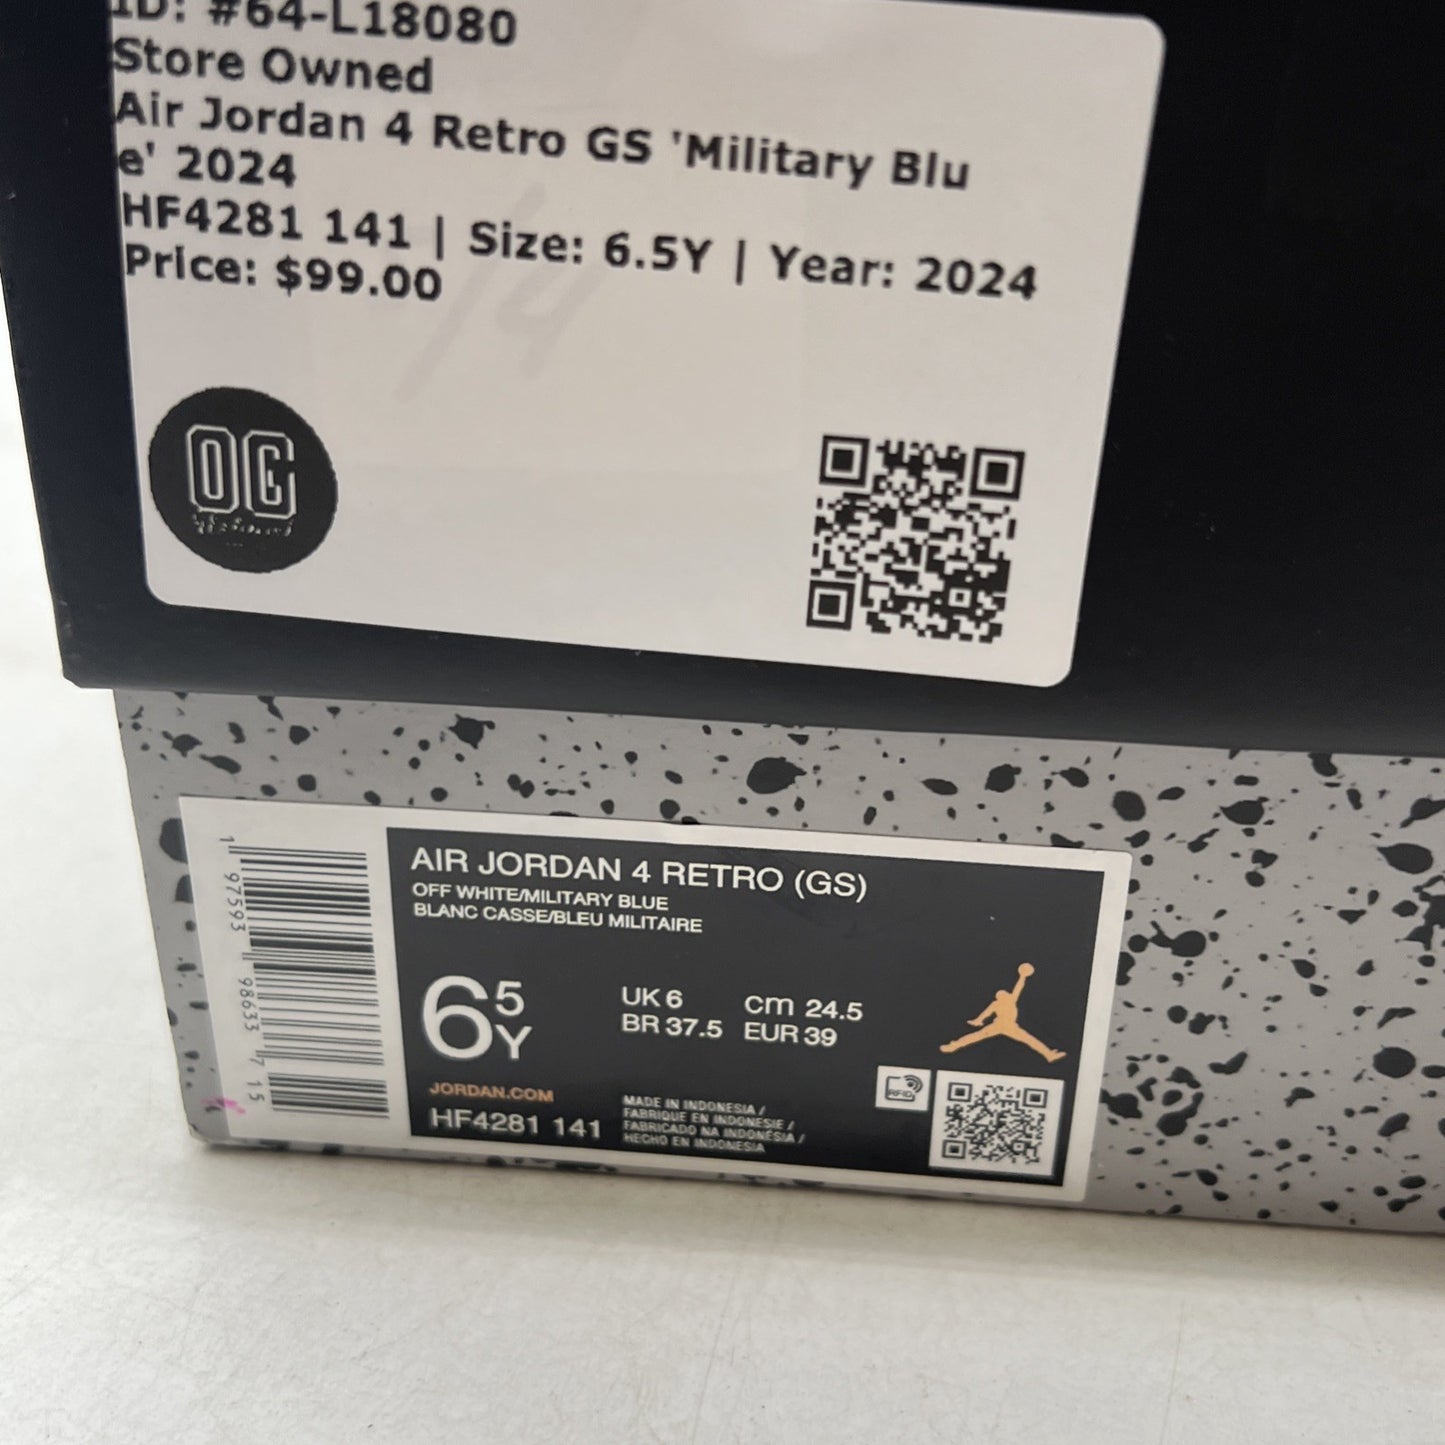 ID: #64-L18080
Store Owned
Air Jordan 4 Retro GS 'Military Blu
e' 2024
HF4281 141 | Size: 6.5Y | Year: 2024
Price: $99.00
14
OG
AIR JORDAN 4 RETRO (GS)
OFF WHITE/MILITARY BLUE
BLANC CASSE/BLEU MILITAIRE
6 5 Y
UK 6 cm 24.5
BR 37.5 EUR 39
JORDAN.COM
HF4281 141
MADE IN INDONESIA /
FABRIQUE EN INDONESIE /
FABRICADO NA INDONÉSIA /
HECHO EN INDONESIA
RFID
1 97593 98633 7 15